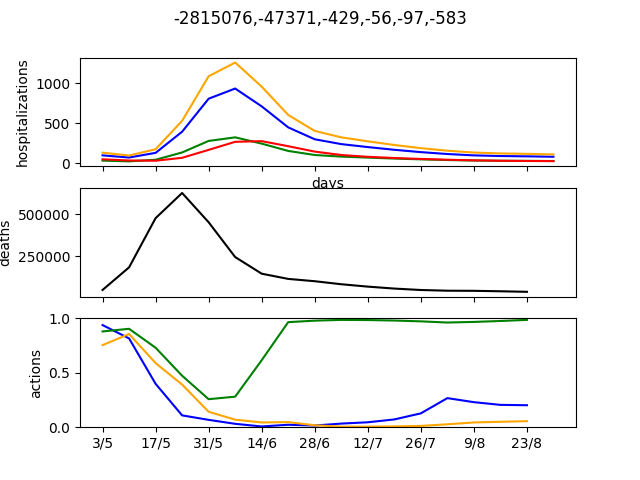 -2815076,-47371,-429,-56,-97,-583
hospitalizations
1000
500
0
days
deaths
500000
250000
actions
1.0
0.5
0.0
3/5 17/5 31/5 14/6 28/6 12/7 26/7 9/8 23/8